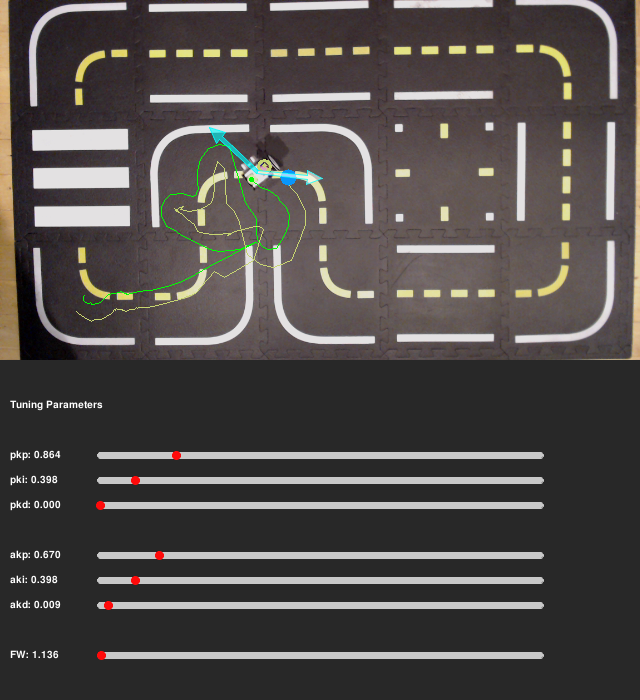 Tuning Parameters
pkp: 0.864
pki: 0.398
pkd: 0.000
akp: 0.670
aki: 0.398
akd: 0.009
FW: 1.136